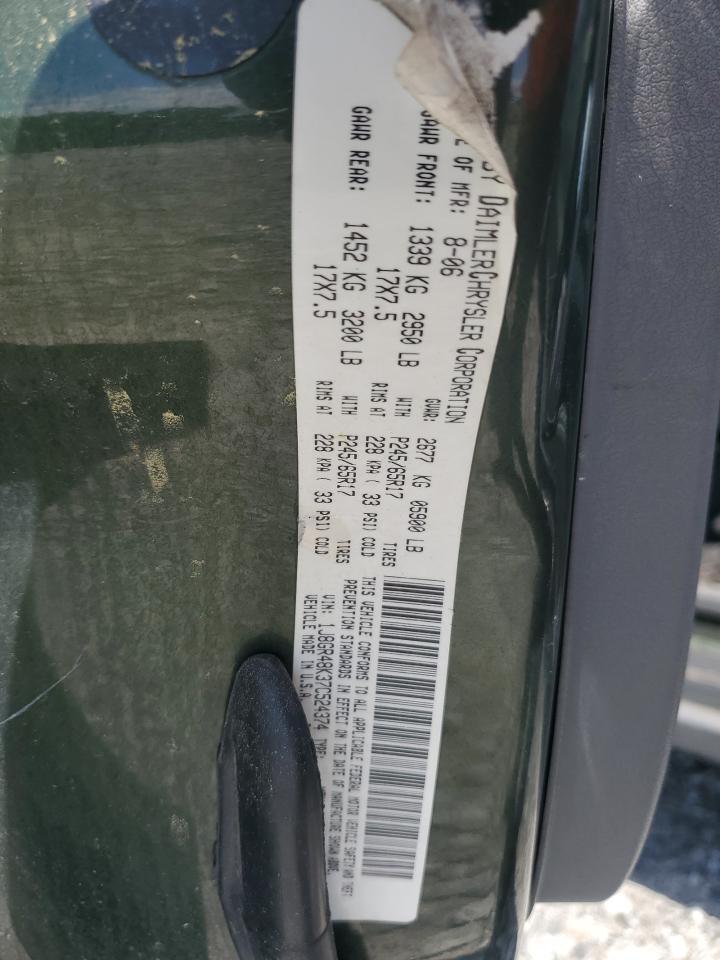 BY DAIMLERCHRYSLER CORPORATION
OF MFR: 8-06 GVWR: 2677 KG 05900 LB
GAWR FRONT: 1339 KG 2950 LB WITH P245/65R17 TIRES
17X7.5 RIMS AT 228 KPA ( 33 PSI) COLD
GAWR REAR: 1452 KG 3200 LB WITH P245/65R17 TIRES
17X7.5 RIMS AT 228 KPA ( 33 PSI) COLD
THIS VEHICLE CONFORMS TO ALL APPLICABLE FEDERAL MOTOR VEHICLE SAFETY AND THEFT
PREVENTION STANDARDS IN EFFECT ON THE DATE OF MANUFACTURE SHOWN ABOVE.
VIN: 1J8GR48K37C524374 TYPE:
VEHICLE MADE IN U.S.A